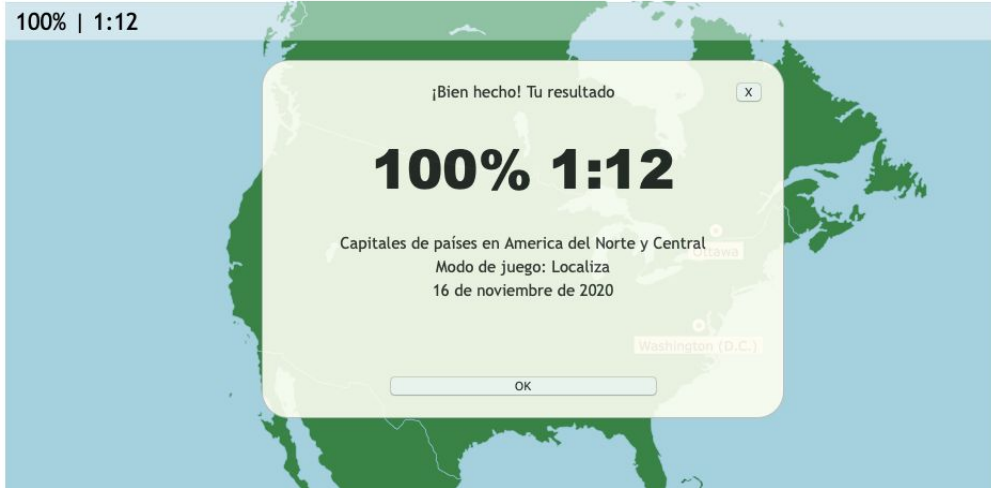 100% | 1:12
¡Bien hecho! Tu resultado
X
100% 1:12
Capitales de países en America del Norte y Central
Ottawa
Modo de juego: Localiza
16 de noviembre de 2020
Washington (D.C.)
OK